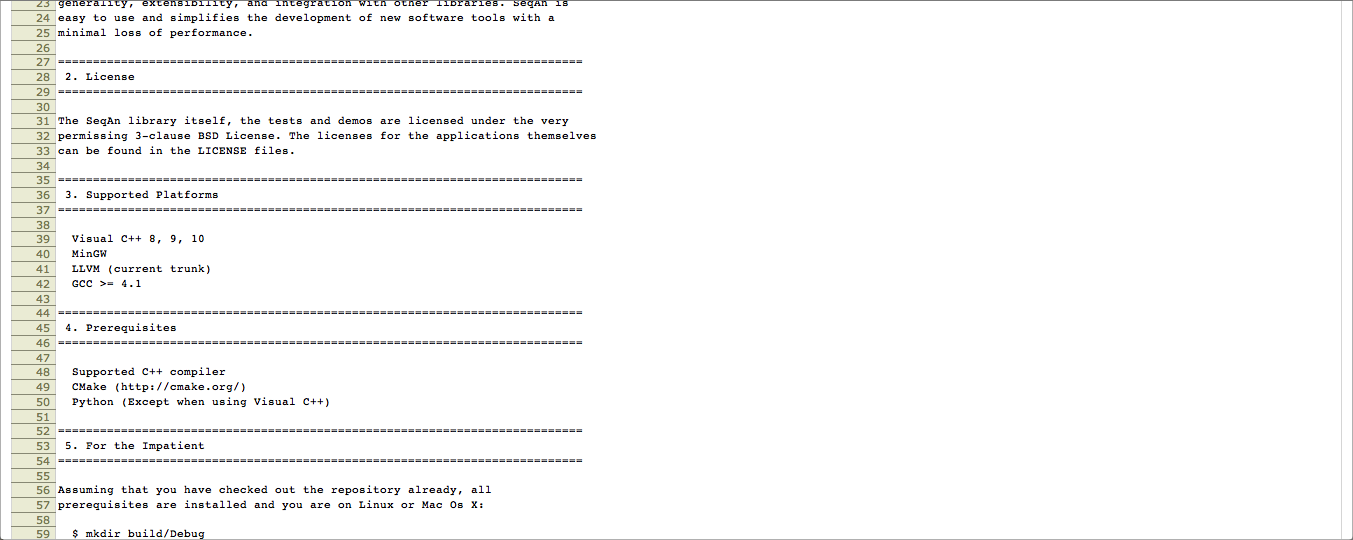 23 generality, extensibility, and integration with other libraries. SeqAn is
24 easy to use and simplifies the development of new software tools with a
25 minimal loss of performance.
26
27 ===========================================================================
28  2. License
29 ===========================================================================
30
31 The SeqAn library itself, the tests and demos are licensed under the very
32 permissing 3-clause BSD License. The licenses for the applications themselves
33 can be found in the LICENSE files.
34
35 ===========================================================================
36  3. Supported Platforms
37 ===========================================================================
38
39   Visual C++ 8, 9, 10
40   MinGW
41   LLVM (current trunk)
42   GCC >= 4.1
43
44 ===========================================================================
45  4. Prerequisites
46 ===========================================================================
47
48   Supported C++ compiler
49   CMake (http://cmake.org/)
50   Python (Except when using Visual C++)
51
52 ===========================================================================
53  5. For the Impatient
54 ===========================================================================
55
56 Assuming that you have checked out the repository already, all
57 prerequisites are installed and you are on Linux or Mac Os X:
58
59   $ mkdir build/Debug